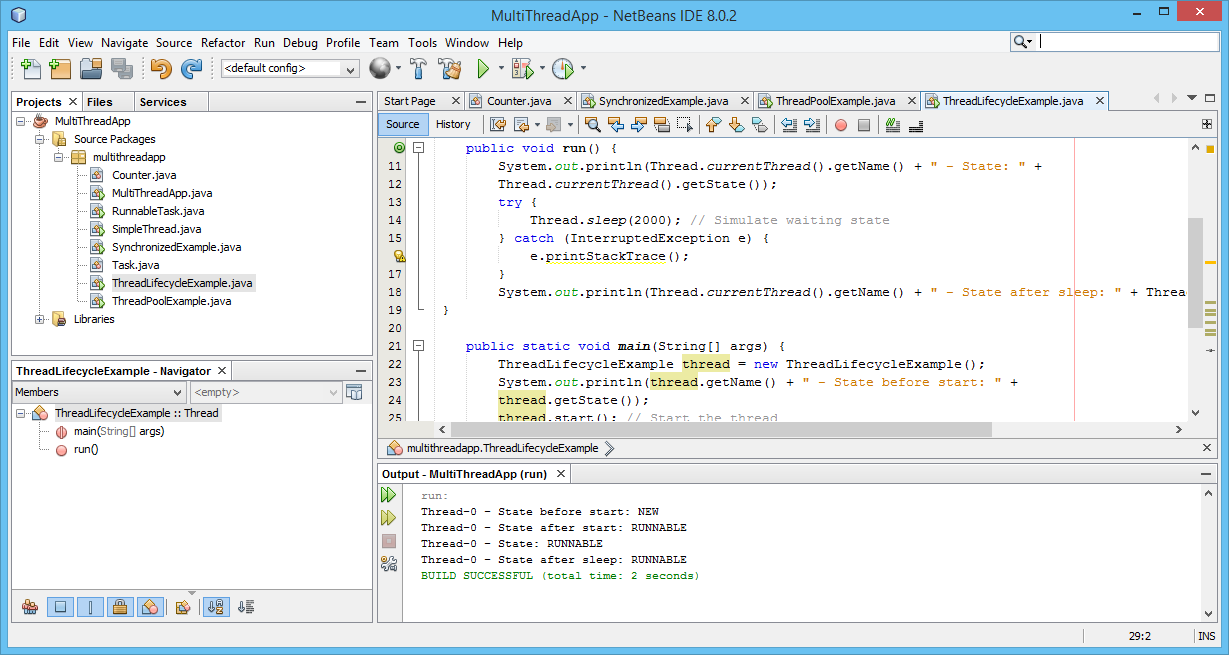 MultiThreadApp - NetBeans IDE 8.0.2
File Edit View Navigate Source Refactor Run Debug Profile Team Tools Window Help
<default config>
Projects Files Services
MultiThreadApp
Source Packages
multithreadapp
Counter.java
MultiThreadApp.java
RunnableTask.java
SimpleThread.java
SynchronizedExample.java
Task.java
ThreadLifecycleExample.java
ThreadPoolExample.java
Libraries
ThreadLifecycleExample - Navigator
Members <empty>
ThreadLifecycleExample :: Thread
main(String[] args)
run()
Start Page Counter.java SynchronizedExample.java ThreadPoolExample.java ThreadLifecycleExample.java
Source History
public void run() {
11 System.out.println(Thread.currentThread().getName() + " - State: " +
12 Thread.currentThread().getState());
13 try {
14 Thread.sleep(2000); // Simulate waiting state
15 } catch (InterruptedException e) {
e.printStackTrace();
17 }
18 System.out.println(Thread.currentThread().getName() + " - State after sleep: " + Threa
19 }
20
21 public static void main(String[] args) {
22 ThreadLifecycleExample thread = new ThreadLifecycleExample();
23 System.out.println(thread.getName() + " - State before start: " +
24 thread.getState());
25 thread.start(); // Start the thread
multithreadapp.ThreadLifecycleExample
Output - MultiThreadApp (run)
run:
Thread-0 - State before start: NEW
Thread-0 - State after start: RUNNABLE
Thread-0 - State: RUNNABLE
Thread-0 - State after sleep: RUNNABLE
BUILD SUCCESSFUL (total time: 2 seconds)
29:2 INS